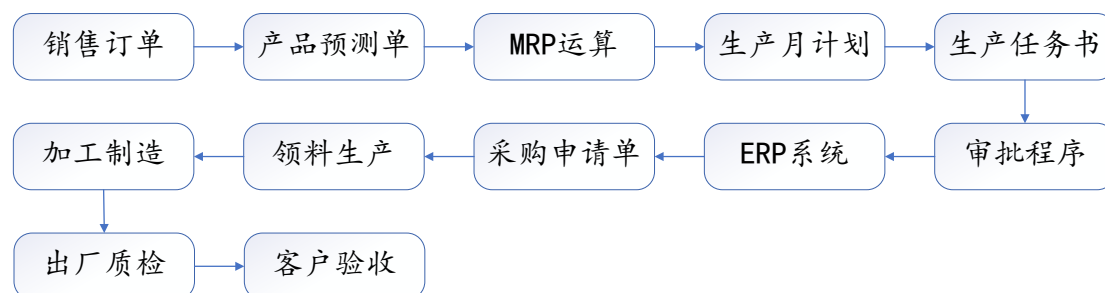 销售订单
产品预测单
MRP运算
生产月计划
生产任务书
审批程序
ERP系统
采购申请单
领料生产
加工制造
出厂质检
客户验收